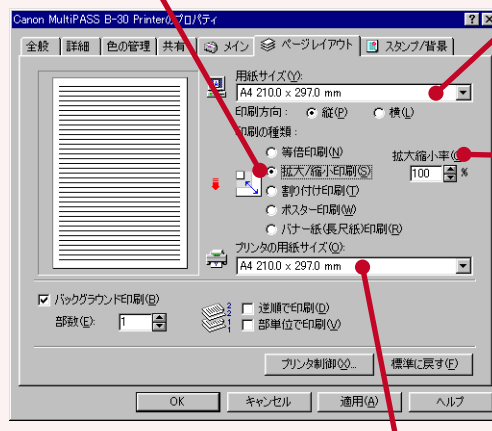 Canon MultiPASS B-30 Printerのプロパティ
全般 詳細 色の管理 共有 メイン ページレイアウト スタンプ/背景
用紙サイズ(Y):
A4 210.0 x 297.0 mm
印刷方向: 縦(P) 横(L)
印刷の種類:
等倍印刷(N)
拡大縮小率(
拡大/縮小印刷(S)
100 %
割り付け印刷(T)
ポスター印刷(W)
バナー紙(長尺紙)印刷(R)
プリンタの用紙サイズ(O):
A4 210.0 x 297.0 mm
バックグラウンド印刷(B)
部数(E): 1
2 2 1 1
逆順で印刷(D)
部単位で印刷(V)
プリンタ制御(X)... 標準に戻す(F)
OK キャンセル 適用(A) ヘルプ